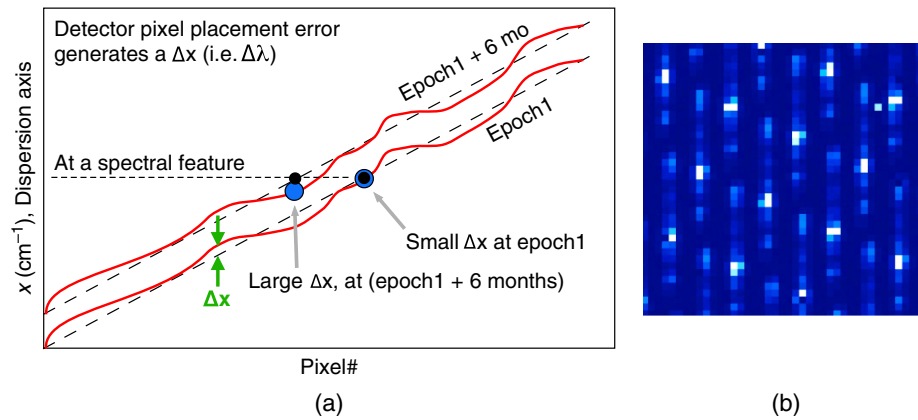 Detector pixel placement error
generates a Δx (i.e. Δλ)
Epoch1 + 6 mo
Epoch1
At a spectral feature
Small Δx at epoch1
Large Δx, at (epoch1 + 6 months)
Δx
x (cm⁻¹), Dispersion axis
Pixel#
(a)
(b)